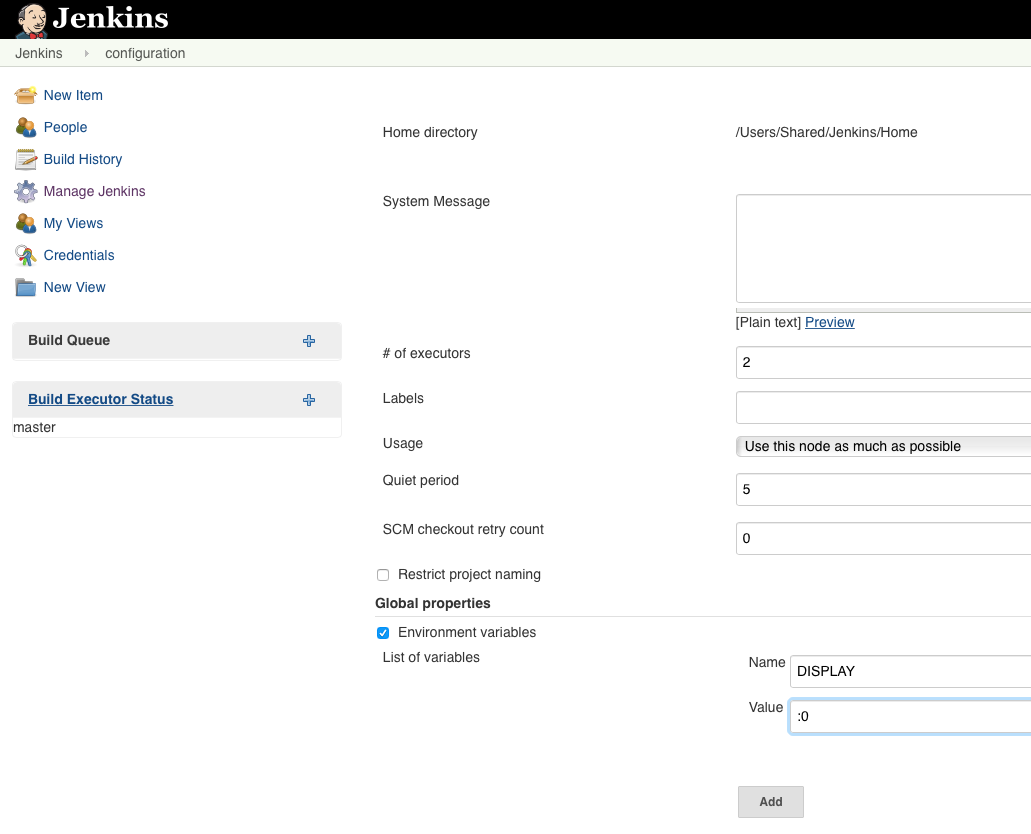 Jenkins
Jenkins configuration
New Item
People
Build History
Manage Jenkins
My Views
Credentials
New View
Build Queue
Build Executor Status
master
Home directory /Users/Shared/Jenkins/Home
System Message
[Plain text] Preview
# of executors 2
Labels
Usage Use this node as much as possible
Quiet period 5
SCM checkout retry count 0
Restrict project naming
Global properties
Environment variables
List of variables
Name DISPLAY
Value :0
Add